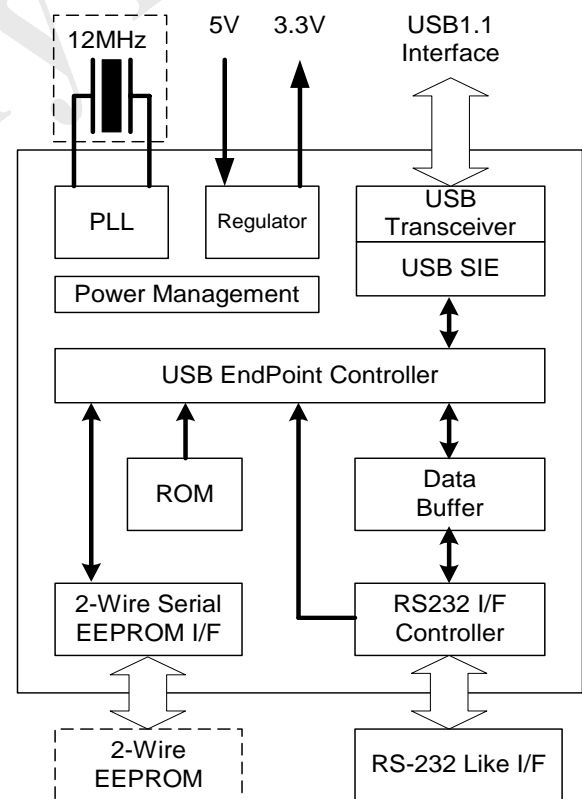 12MHz
5V
3.3V
USB1.1
Interface
PLL
Regulator
USB
Transceiver
USB SIE
Power Management
USB EndPoint Controller
ROM
Data
Buffer
2-Wire Serial
EEPROM I/F
RS232 I/F
Controller
2-Wire
EEPROM
RS-232 Like I/F